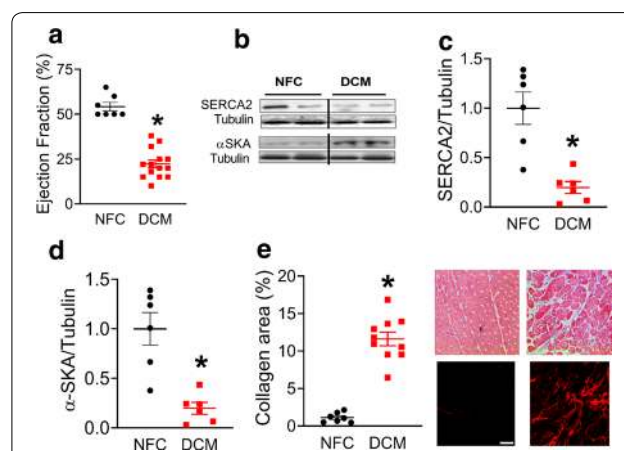 a
Ejection Fraction (%)
75
50
25
0
*
NFC DCM
b
NFC DCM
SERCA2
Tubulin
αSKA
Tubulin
c
SERCA2/Tubulin
1.5
1.0
0.5
0.0
*
NFC DCM
d
α-SKA/Tubulin
1.5
1.0
0.5
0.0
*
NFC DCM
e
Collagen area (%)
20
15
10
5
0
*
NFC DCM